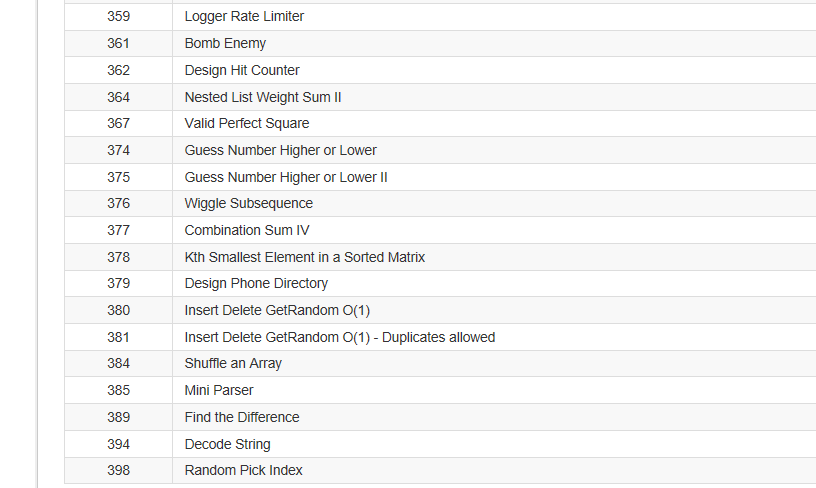 359 Logger Rate Limiter
361 Bomb Enemy
362 Design Hit Counter
364 Nested List Weight Sum II
367 Valid Perfect Square
374 Guess Number Higher or Lower
375 Guess Number Higher or Lower II
376 Wiggle Subsequence
377 Combination Sum IV
378 Kth Smallest Element in a Sorted Matrix
379 Design Phone Directory
380 Insert Delete GetRandom O(1)
381 Insert Delete GetRandom O(1) - Duplicates allowed
384 Shuffle an Array
385 Mini Parser
389 Find the Difference
394 Decode String
398 Random Pick Index